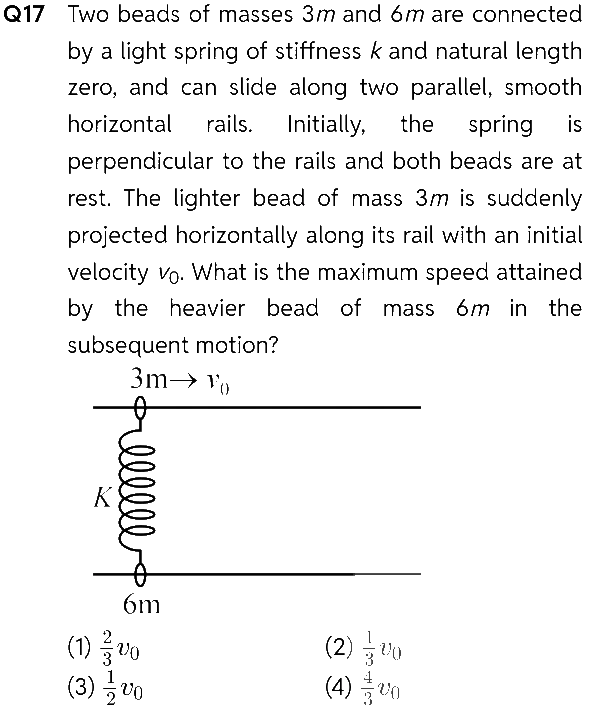 Q17 Two beads of masses 3m and 6m are connected
by a light spring of stiffness k and natural length
zero, and can slide along two parallel, smooth
horizontal rails. Initially, the spring is
perpendicular to the rails and both beads are at
rest. The lighter bead of mass 3m is suddenly
projected horizontally along its rail with an initial
velocity v₀. What is the maximum speed attained
by the heavier bead of mass 6m in the
subsequent motion?
3m→ v₀
K
6m
(1) 2/3 v₀ (2) 1/3 v₀
(3) 1/2 v₀ (4) 4/3 v₀